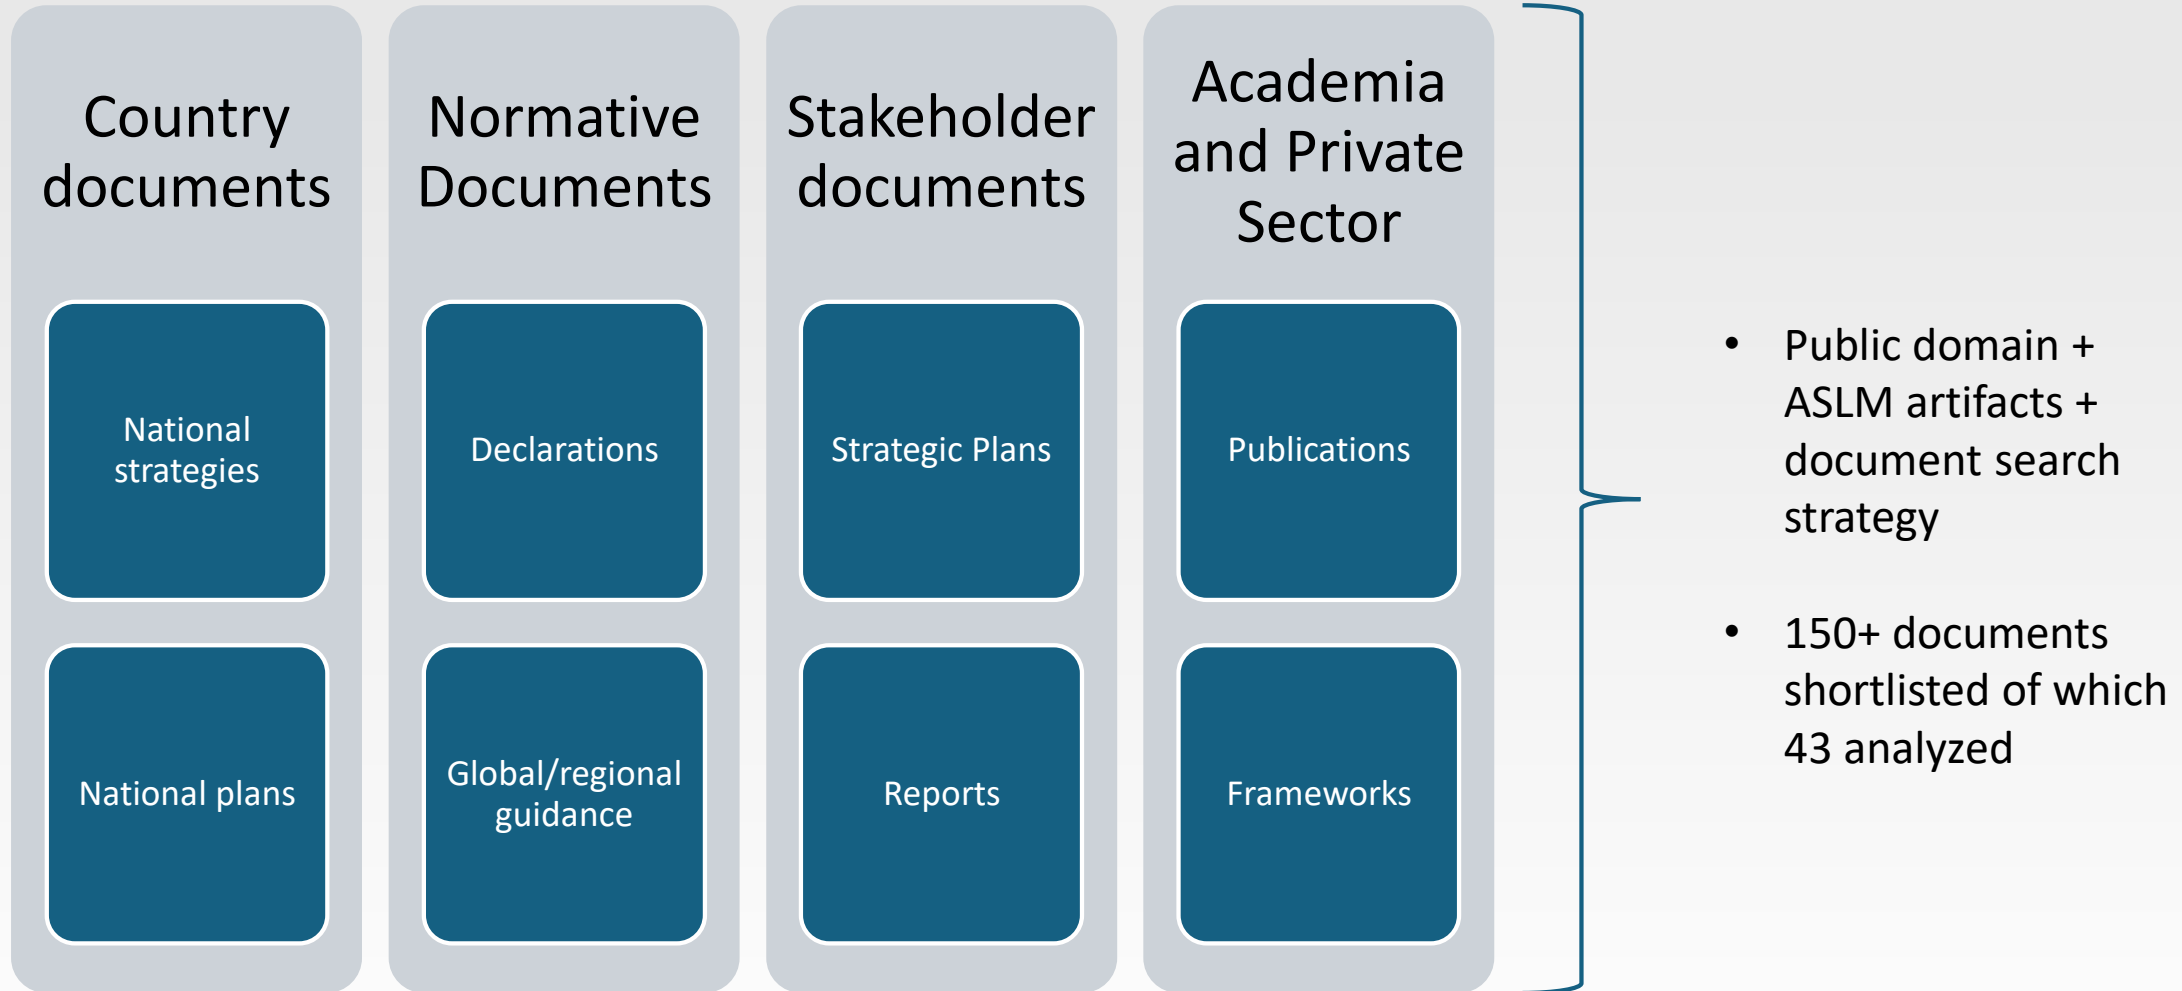 Country
documents
National
strategies
National plans
Normative
Documents
Declarations
Global/regional
guidance
Stakeholder
documents
Strategic Plans
Reports
Academia
and Private
Sector
Publications
Frameworks
• Public domain +
ASLM artifacts +
document search
strategy
• 150+ documents
shortlisted of which
43 analyzed